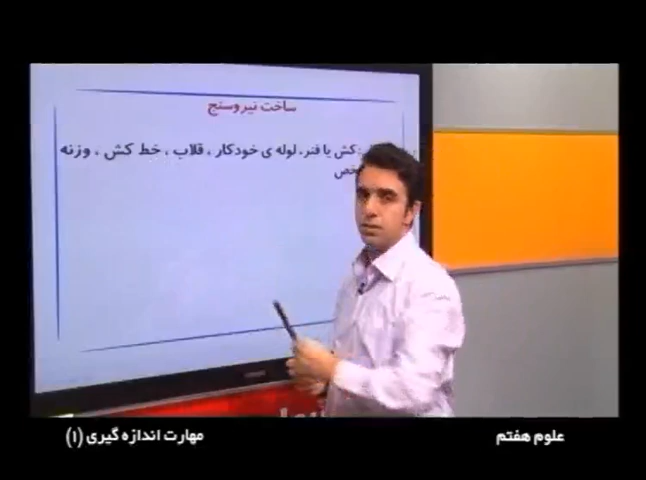 ساخت نیروسنج
: کش یا فنر، لوله ی خودکار ، قلاب ، خط کش ، وزنه
علوم هفتم
مهارت اندازه گیری (۱)